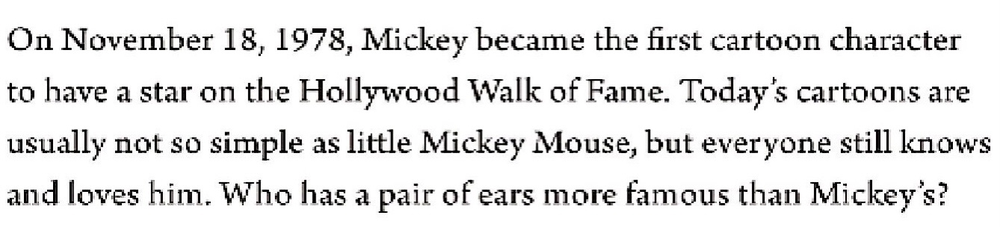 On November 18, 1978, Mickey became the first cartoon character
to have a star on the Hollywood Walk of Fame. Today's cartoons are
usually not so simple as little Mickey Mouse, but everyone still knows
and loves him. Who has a pair of ears more famous than Mickey's?